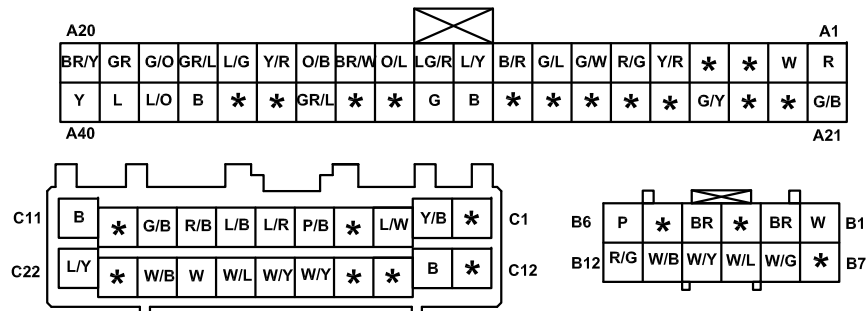 A20 A1
BR/Y GR G/O GR/L L/G Y/R O/B BR/W O/L LG/R L/Y B/R G/L G/W R/G Y/R * * W R
Y L L/O B * * GR/L * * G B * * * * * G/Y * * G/B
A40 A21
C11 B * G/B R/B L/B L/R P/B * L/W Y/B * C1
C22 L/Y * W/B W W/L W/Y W/Y * * B * C12
B6 P * BR * BR W B1
B12 R/G W/B W/Y W/L W/G * B7